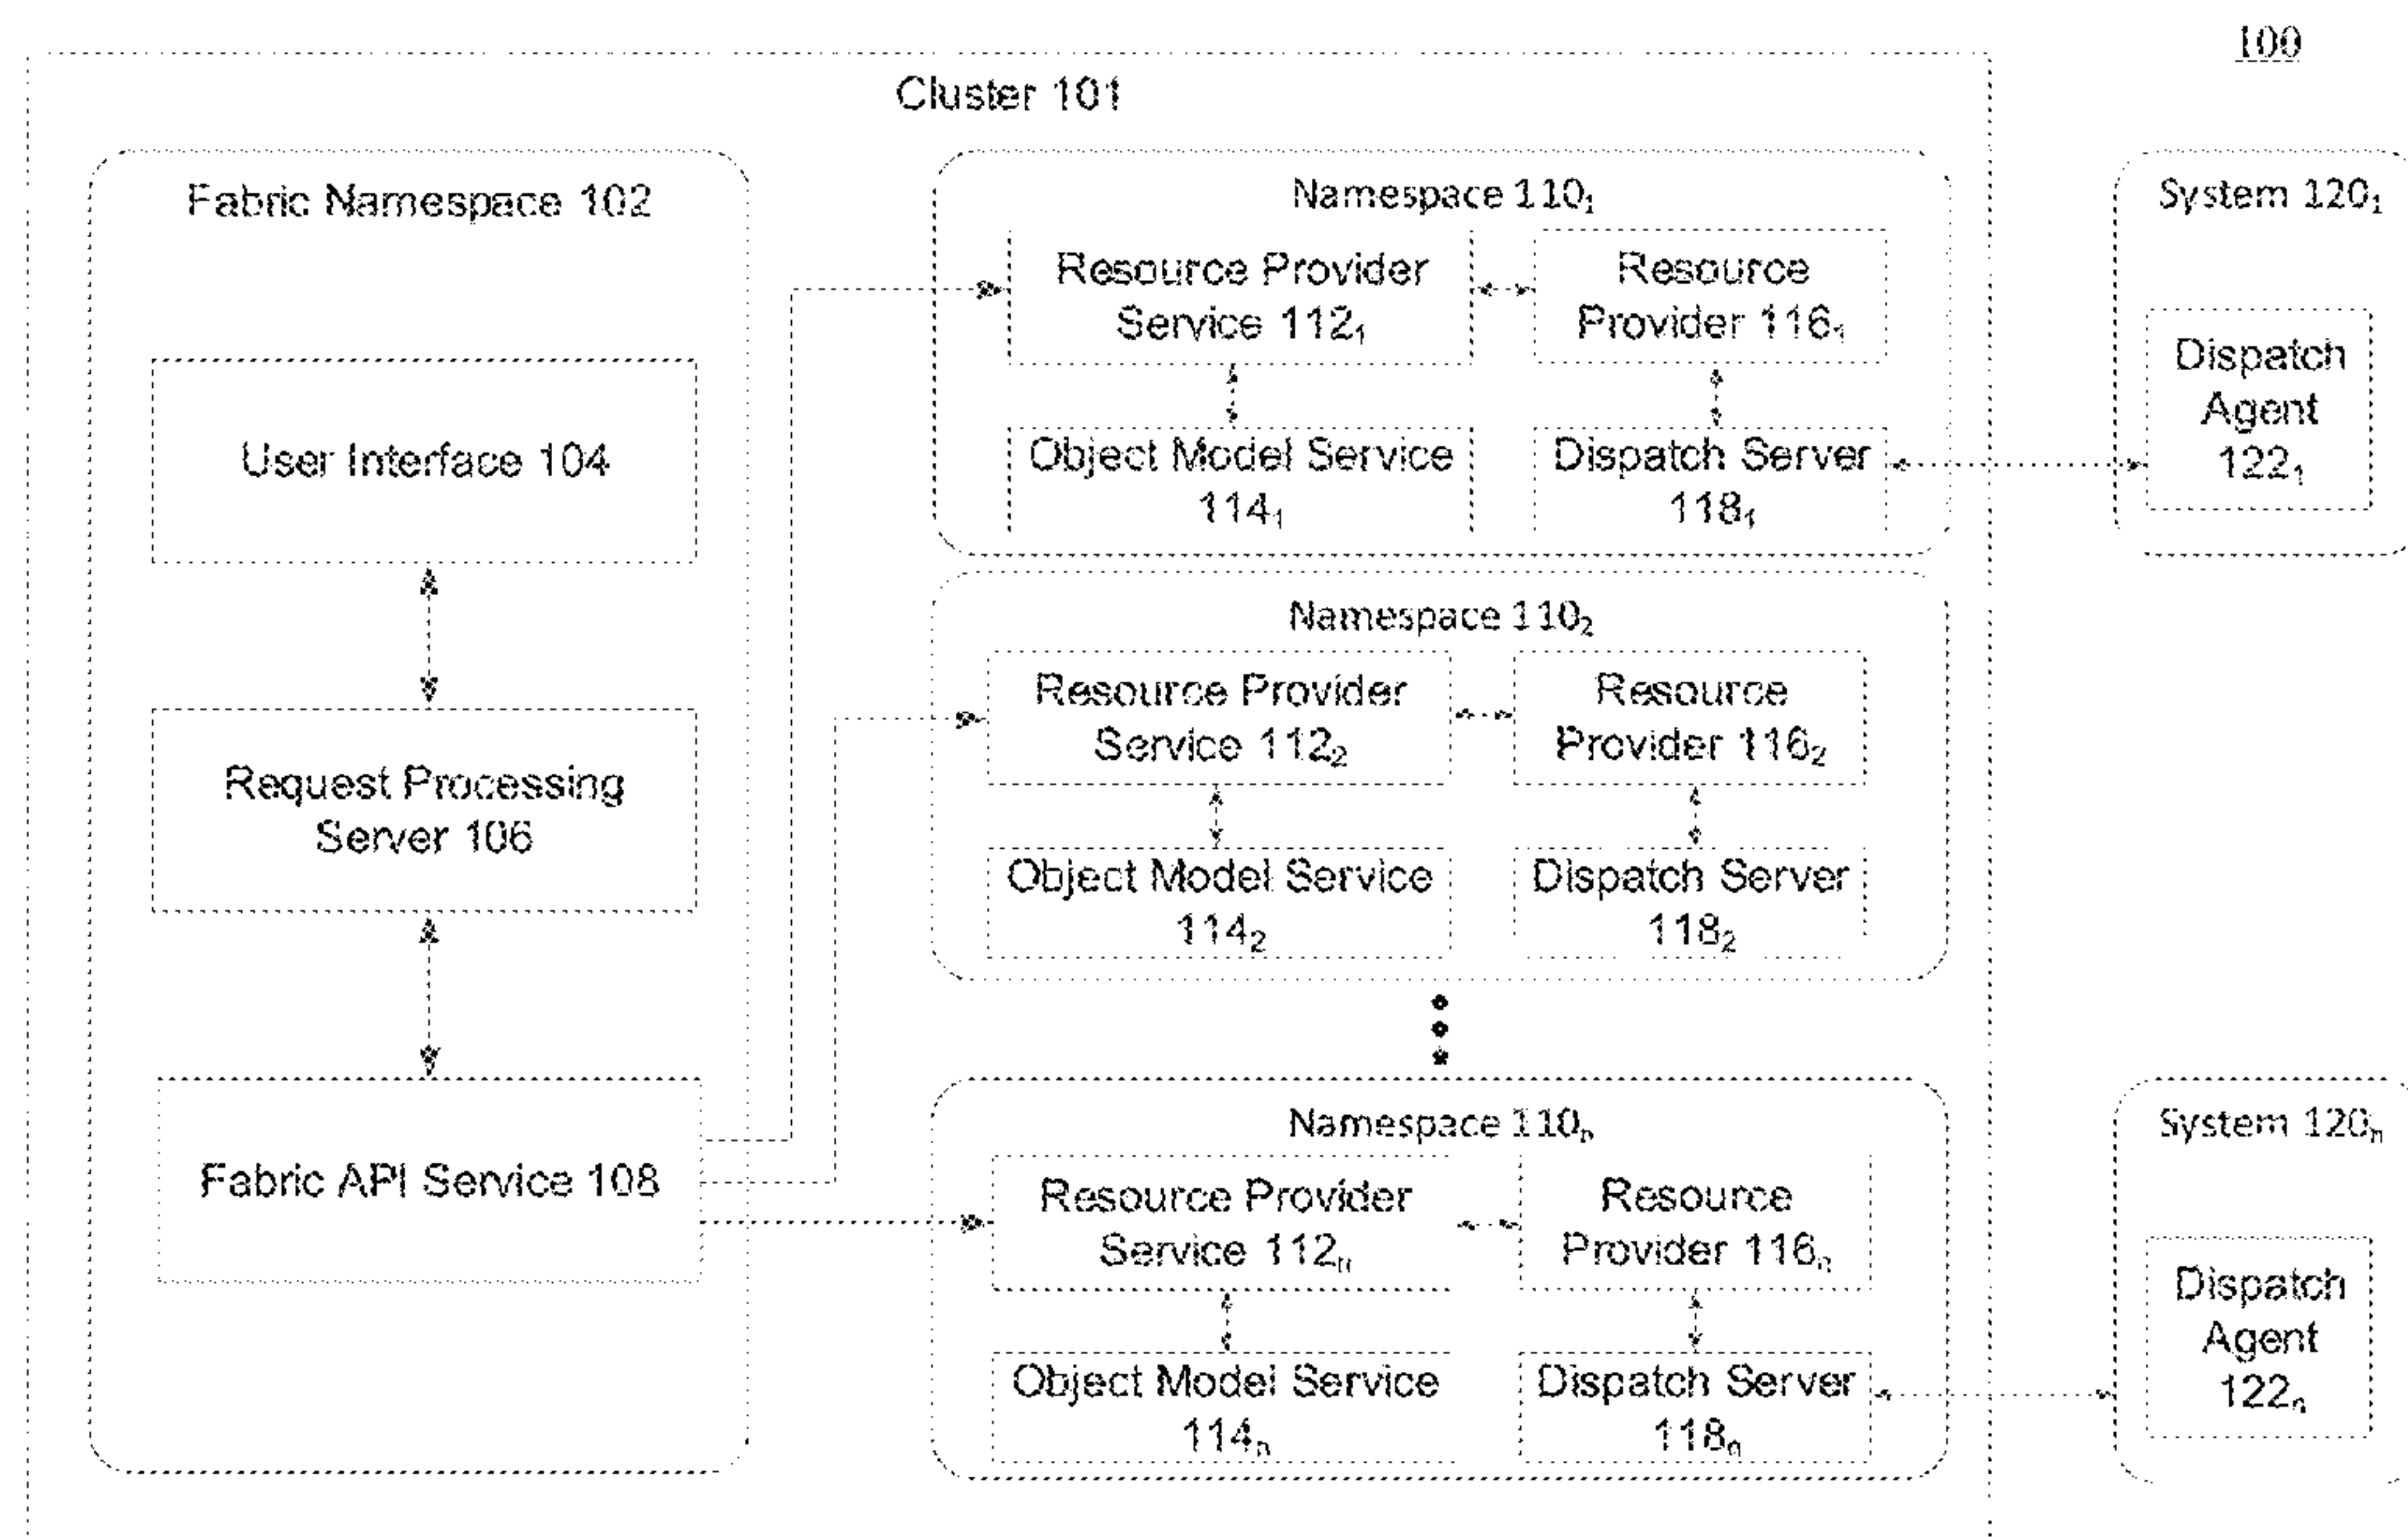 100
Cluster 101
Fabric Namespace 102
User Interface 104
Request Processing
Server 106
Fabric API Service 108
Namespace 110₁
Resource Provider
Service 112₁
Resource
Provider 116₁
Object Model Service
114₁
Dispatch Server
118₁
System 120₁
Dispatch
Agent
122₁
Namespace 110₂
Resource Provider
Service 112₂
Resource
Provider 116₂
Object Model Service
114₂
Dispatch Server
118₂
Namespace 110ₙ
Resource Provider
Service 112ₙ
Resource
Provider 116ₙ
Object Model Service
114ₙ
Dispatch Server
118ₙ
System 120ₙ
Dispatch
Agent
122ₙ